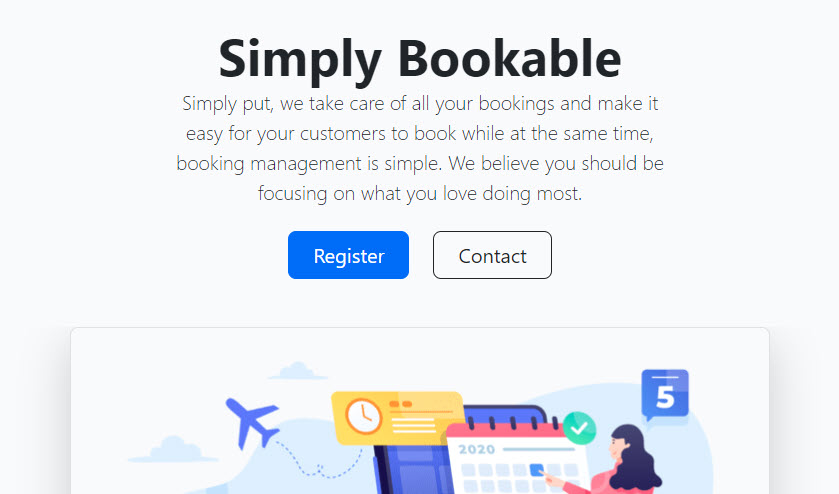 Simply Bookable
Simply put, we take care of all your bookings and make it
easy for your customers to book while at the same time,
booking management is simple. We believe you should be
focusing on what you love doing most.
Register
Contact
5
2020